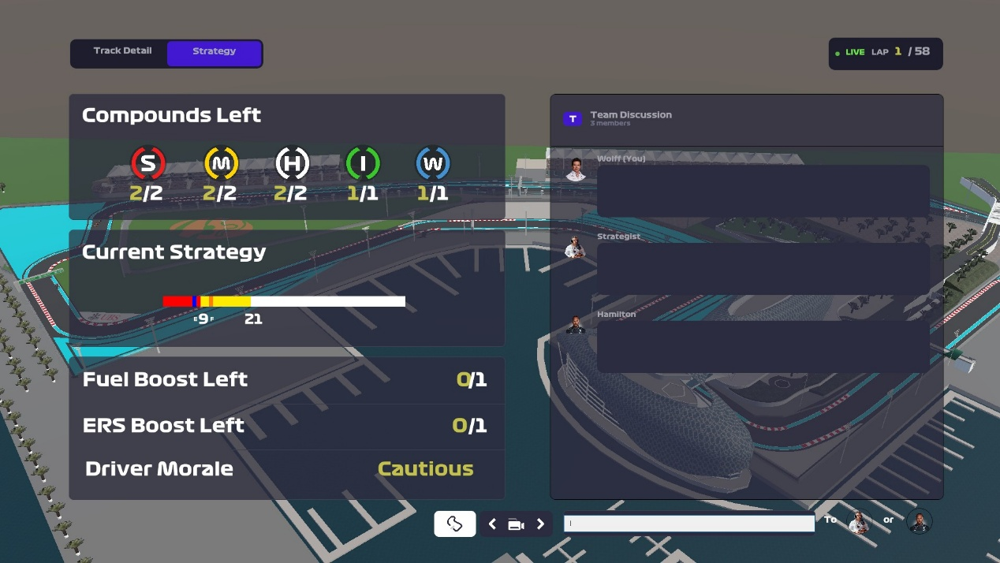 Track Detail
Strategy
LIVE LAP 1 / 58
Compounds Left
S M H I W
2/2 2/2 2/2 1/1 1/1
Current Strategy
E 9 F 21
Fuel Boost Left 0/1
ERS Boost Left 0/1
Driver Morale Cautious
T Team Discussion
3 members
Wolff (You)
Strategist
Hamilton
To or